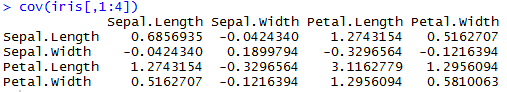 > cov(iris[,1:4])
             Sepal.Length Sepal.Width Petal.Length Petal.Width
Sepal.Length    0.6856935  -0.0424340    1.2743154   0.5162707
Sepal.Width    -0.0424340   0.1899794   -0.3296564  -0.1216394
Petal.Length    1.2743154  -0.3296564    3.1162779   1.2956094
Petal.Width     0.5162707  -0.1216394    1.2956094   0.5810063